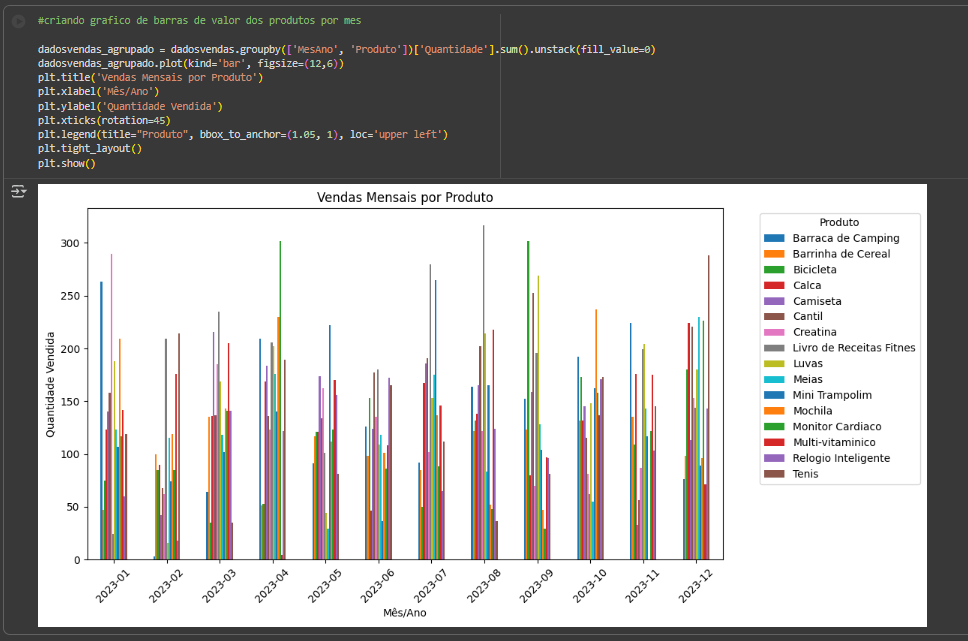 #criando grafico de barras de valor dos produtos por mes
dadosvendas_agrupado = dadosvendas.groupby(['MesAno', 'Produto'])['Quantidade'].sum().unstack(fill_value=0)
dadosvendas_agrupado.plot(kind='bar', figsize=(12,6))
plt.title('Vendas Mensais por Produto')
plt.xlabel('Mês/Ano')
plt.ylabel('Quantidade Vendida')
plt.xticks(rotation=45)
plt.legend(title="Produto", bbox_to_anchor=(1.05, 1), loc='upper left')
plt.tight_layout()
plt.show()
Vendas Mensais por Produto
Quantidade Vendida
300
250
200
150
100
50
0
2023-01
2023-02
2023-03
2023-04
2023-05
2023-06
2023-07
2023-08
2023-09
2023-10
2023-11
2023-12
Mês/Ano
Produto
Barraca de Camping
Barrinha de Cereal
Bicicleta
Calca
Camiseta
Cantil
Creatina
Livro de Receitas Fitnes
Luvas
Meias
Mini Trampolim
Mochila
Monitor Cardiaco
Multi-vitaminico
Relogio Inteligente
Tenis